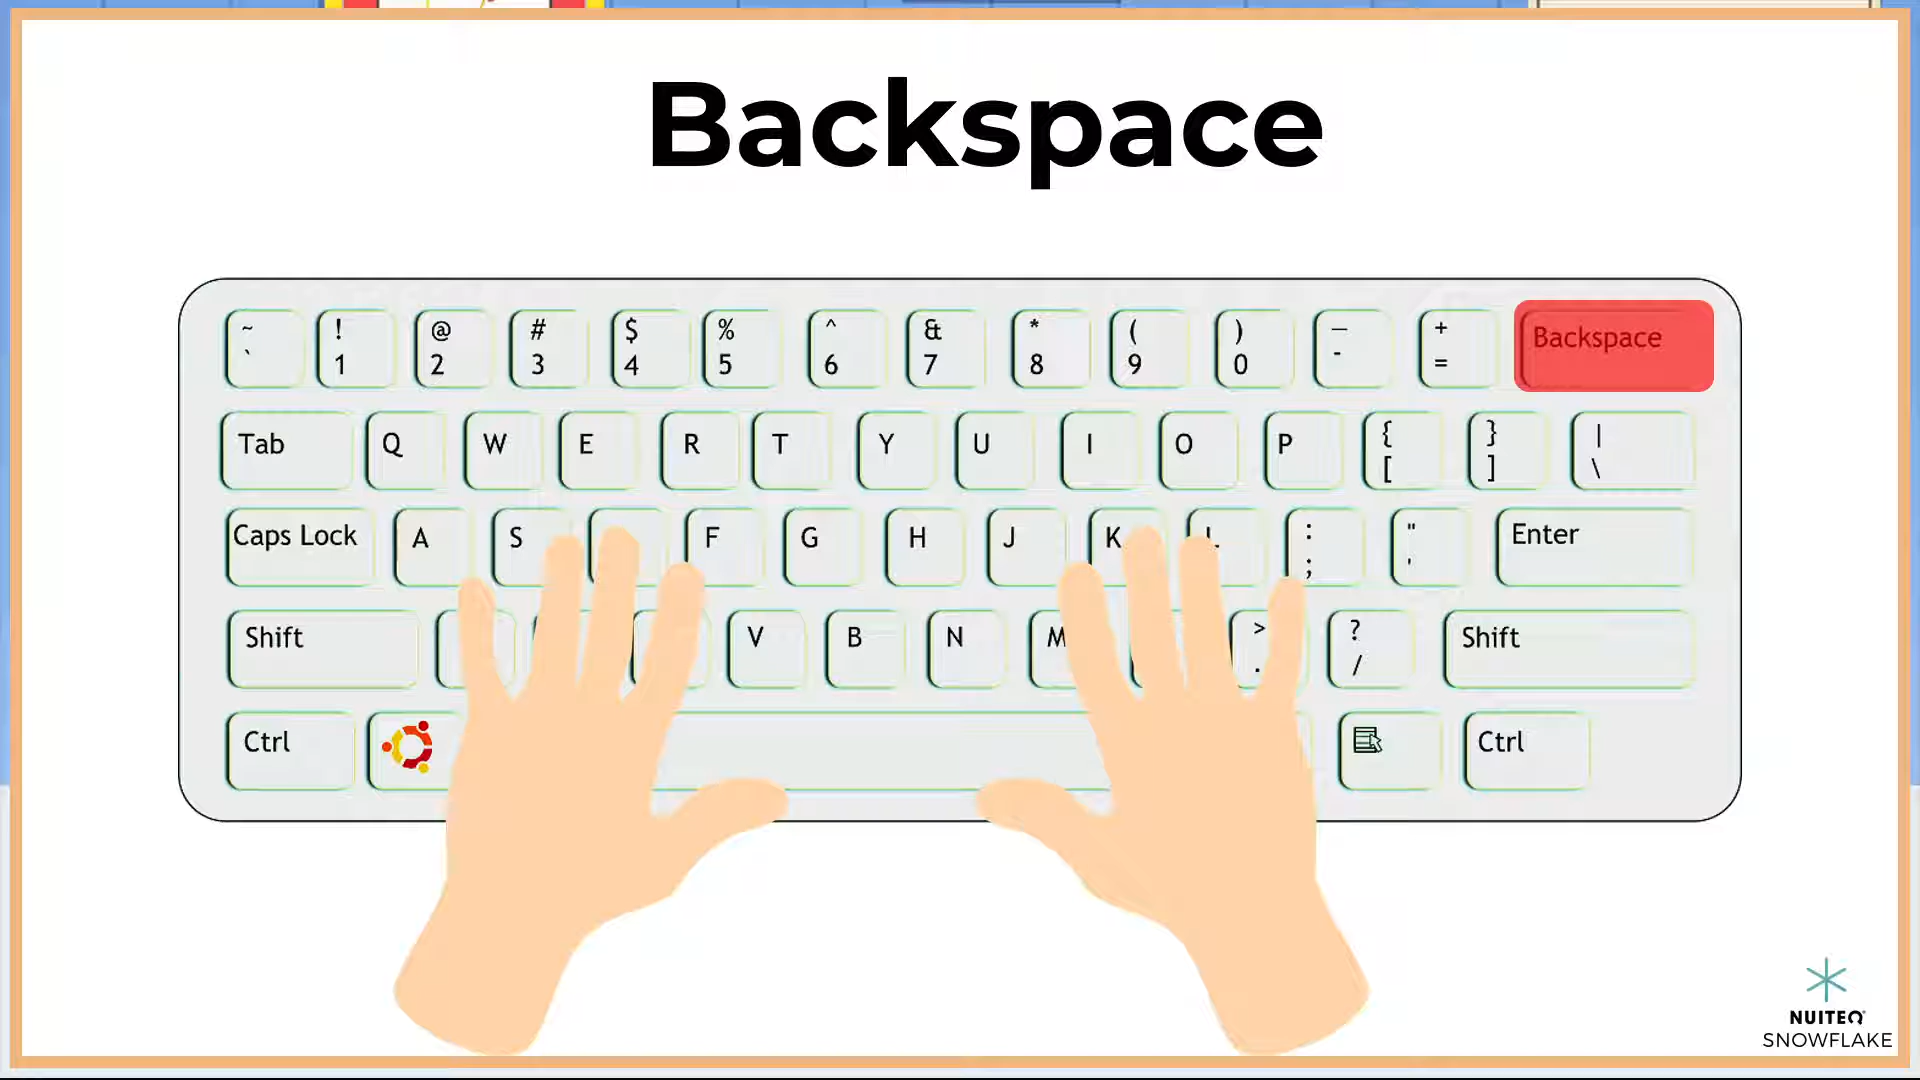 Backspace
~ ! @ # $ % ^ & * ( ) _ + Backspace
` 1 2 3 4 5 6 7 8 9 0 - =
Tab Q W E R T Y U I O P { } |
[ ] \
Caps Lock A S F G H J K L : " Enter
; '
Shift V B N M > ? Shift
. /
Ctrl Ctrl
NUITEQ
SNOWFLAKE